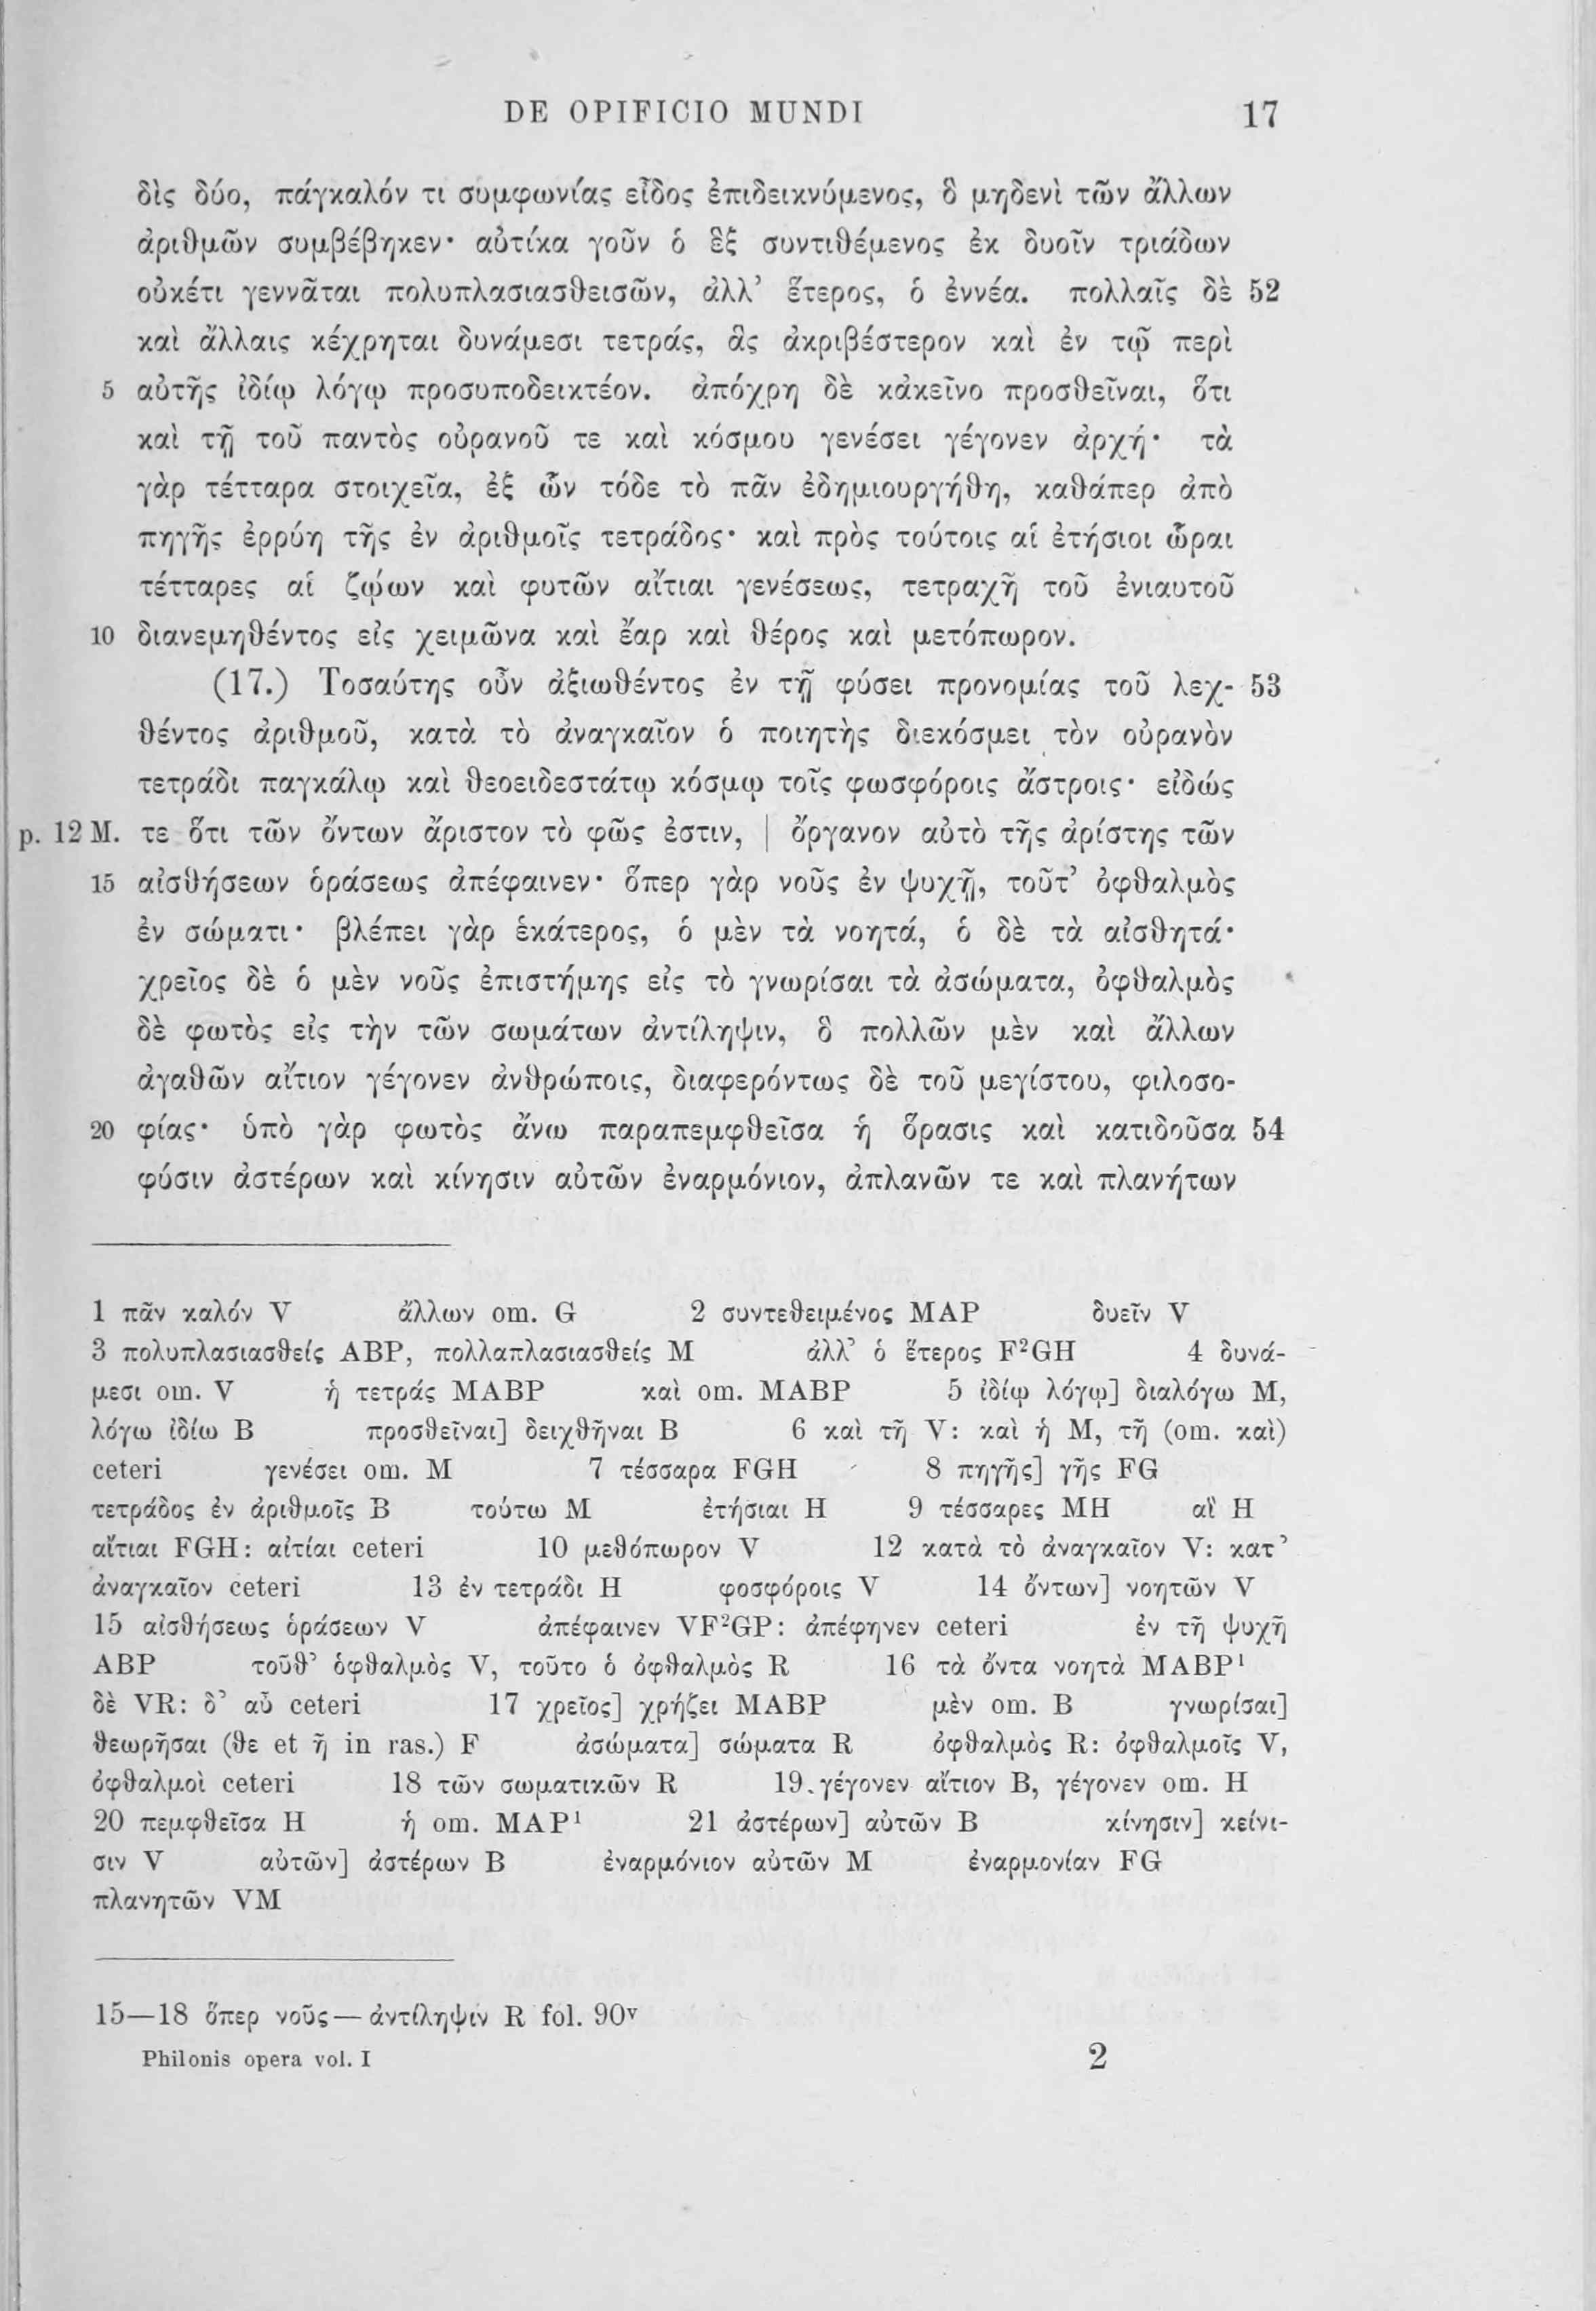 DE OPIFICIO MUNDI 17
δὶς δύο, πάγκαλόν τι συμφωνίας εἶδος ἐπιδεικνύμενος, ὃ μηδενὶ τῶν ἄλλων
ἀριθμῶν συμβέβηκεν· αὐτίκα γοῦν ὁ ἓξ συντιθέμενος ἐκ δυοῖν τριάδων
οὐκέτι γεννᾶται πολυπλασιασθεισῶν, ἀλλ’ ἕτερος, ὁ ἐννέα. πολλαῖς δὲ 52
καὶ ἄλλαις κέχρηται δυνάμεσι τετράς, ἃς ἀκριβέστερον καὶ ἐν τῷ περὶ
5 αὐτῆς ἰδίῳ λόγῳ προσυποδεικτέον. ἀπόχρη δὲ κἀκεῖνο προσθεῖναι, ὅτι
καὶ τῇ τοῦ παντὸς οὐρανοῦ τε καὶ κόσμου γενέσει γέγονεν ἀρχή· τὰ
γὰρ τέτταρα στοιχεῖα, ἐξ ὧν τόδε τὸ πᾶν ἐδημιουργήθη, καθάπερ ἀπὸ
πηγῆς ἐρρύη τῆς ἐν ἀριθμοῖς τετράδος· καὶ πρὸς τούτοις αἱ ἐτήσιοι ὧραι
τέτταρες αἱ ζῴων καὶ φυτῶν αἴτιαι γενέσεως, τετραχῆ τοῦ ἐνιαυτοῦ
10 διανεμηθέντος εἰς χειμῶνα καὶ ἔαρ καὶ θέρος καὶ μετόπωρον.
(17.) Τοσαύτης οὖν ἀξιωθέντος ἐν τῇ φύσει προνομίας τοῦ λεχ- 53
θέντος ἀριθμοῦ, κατὰ τὸ ἀναγκαῖον ὁ ποιητὴς διεκόσμει τὸν οὐρανὸν
τετράδι παγκάλῳ καὶ θεοειδεστάτῳ κόσμῳ τοῖς φωσφόροις ἄστροις· εἰδώς
p. 12 M. τε ὅτι τῶν ὄντων ἄριστον τὸ φῶς ἐστιν, | ὄργανον αὐτὸ τῆς ἀρίστης τῶν
15 αἰσθήσεων ὁράσεως ἀπέφαινεν· ὅπερ γὰρ νοῦς ἐν ψυχῇ, τοῦτ’ ὀφθαλμὸς
ἐν σώματι· βλέπει γὰρ ἑκάτερος, ὁ μὲν τὰ νοητά, ὁ δὲ τὰ αἰσθητά·
χρεῖος δὲ ὁ μὲν νοῦς ἐπιστήμης εἰς τὸ γνωρίσαι τὰ ἀσώματα, ὀφθαλμὸς
δὲ φωτὸς εἰς τὴν τῶν σωμάτων ἀντίληψιν, ὃ πολλῶν μὲν καὶ ἄλλων
ἀγαθῶν αἴτιον γέγονεν ἀνθρώποις, διαφερόντως δὲ τοῦ μεγίστου, φιλοσο-
20 φίας· ὑπὸ γὰρ φωτὸς ἄνω παραπεμφθεῖσα ἡ ὅρασις καὶ κατιδοῦσα 54
φύσιν ἀστέρων καὶ κίνησιν αὐτῶν ἐναρμόνιον, ἀπλανῶν τε καὶ πλανήτων
1 πᾶν καλόν V ἄλλων om. G 2 συντεθειμένος MAP δυεῖν V
3 πολυπλασιασθείς ABP, πολλαπλασιασθείς M ἀλλ’ ὁ ἕτερος F²GH 4 δυνά-
μεσι om. V ἡ τετράς MABP καὶ om. MABP 5 ἰδίῳ λόγῳ] διαλόγω M,
λόγω ἰδίω B προσθεῖναι] δειχθῆναι B 6 καὶ τῆ V: καὶ ἡ M, τῆ (om. καὶ)
ceteri γενέσει om. M 7 τέσσαρα FGH 8 πηγῆς] γῆς FG
τετράδος ἐν ἀριθμοῖς B τούτω M ἐτήσιαι H 9 τέσσαρες MH αἳ H
αἴτιαι FGH: αἰτίαι ceteri 10 μεθόπωρον V 12 κατὰ τὸ ἀναγκαῖον V: κατ’
ἀναγκαῖον ceteri 13 ἐν τετράδι H φοσφόροις V 14 ὄντων] νοητῶν V
15 αἰσθήσεως ὁράσεων V ἀπέφαινεν VF²GP: ἀπέφηνεν ceteri ἐν τῆ ψυχῆ
ABP τοῦθ’ ὁφθαλμὸς V, τοῦτο ὁ ὀφθαλμὸς R 16 τὰ ὄντα νοητὰ MABP¹
δὲ VR: δ’ αὖ ceteri 17 χρεῖος] χρήζει MABP μὲν om. B γνωρίσαι]
θεωρῆσαι (θε et ῆ in ras.) F ἀσώματα] σώματα R ὀφθαλμὸς R: ὀφθαλμοῖς V,
ὀφθαλμοὶ ceteri 18 τῶν σωματικῶν R 19 γέγονεν αἴτιον B, γέγονεν om. H
20 πεμφθεῖσα H ἡ om. MAP¹ 21 ἀστέρων] αὐτῶν B κίνησιν] κείνι-
σιν V αὐτῶν] ἀστέρων B ἐναρμόνιον αὐτῶν M ἐναρμονίαν FG
πλανητῶν VM
15—18 ὅπερ νοῦς — ἀντίληψιν R fol. 90ᵛ
Philonis opera vol. I 2